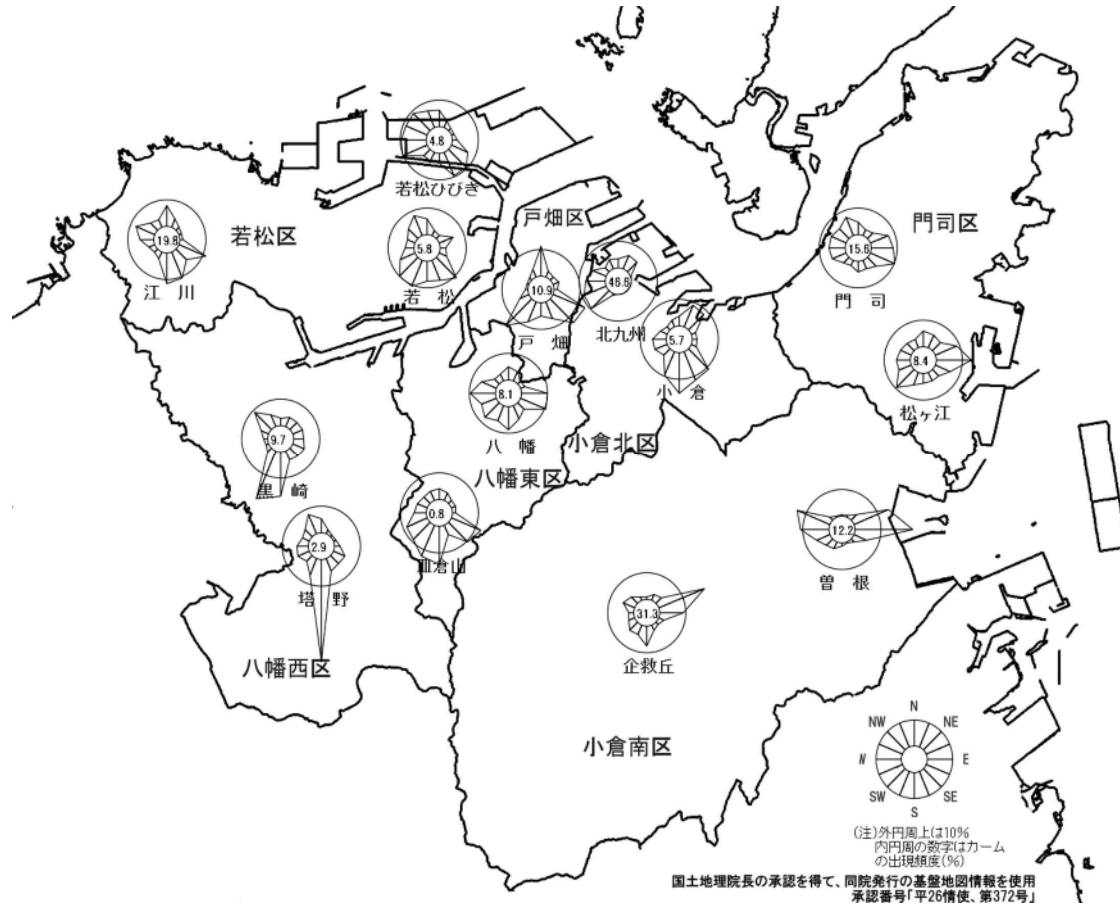 4.8
若松ひびき
戸畑区
門司区
若松区
19.8
江 川
5.8
若 松
15.6
門 司
10.9
戸 畑
46.6
北九州
5.7
小 倉
8.4
松ヶ江
8.1
八 幡
小倉北区
八幡東区
9.7
黒 崎
0.8
皿倉山
2.9
塔 野
12.2
曽 根
31.3
企救丘
八幡西区
小倉南区
N
NW NE
W E
SW SE
S
(注)外円周上は10%
内円周の数字はカーム
の出現頻度(%)
国土地理院長の承認を得て、同院発行の基盤地図情報を使用
承認番号「平26情使、第372号」